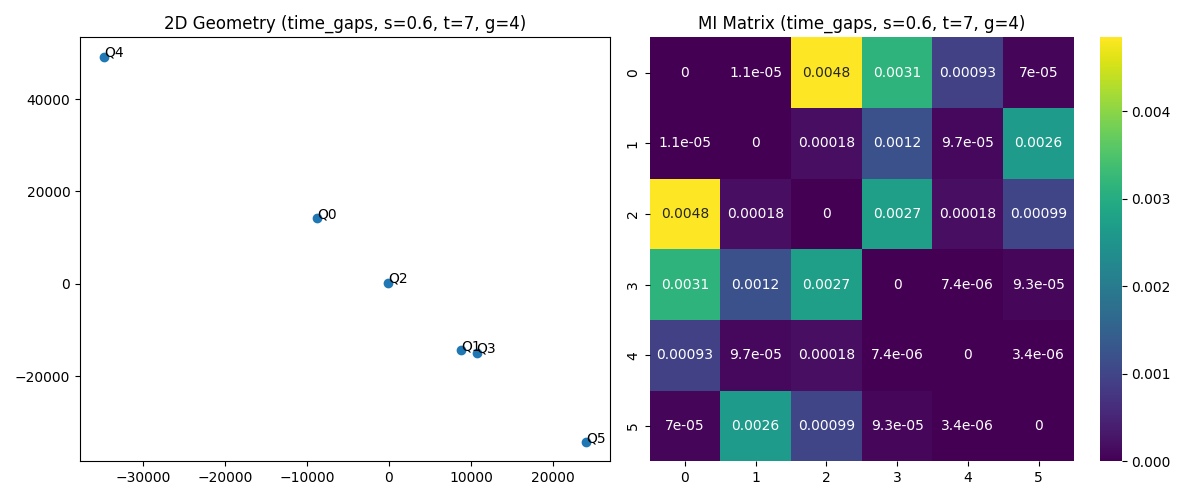 2D Geometry (time_gaps, s=0.6, t=7, g=4)
Q4
Q0
Q2
Q1
Q3
Q5
40000
20000
0
−20000
−30000 −20000 −10000 0 10000 20000
MI Matrix (time_gaps, s=0.6, t=7, g=4)
0 0 1.1e-05 0.0048 0.0031 0.00093 7e-05
1 1.1e-05 0 0.00018 0.0012 9.7e-05 0.0026
2 0.0048 0.00018 0 0.0027 0.00018 0.00099
3 0.0031 0.0012 0.0027 0 7.4e-06 9.3e-05
4 0.00093 9.7e-05 0.00018 7.4e-06 0 3.4e-06
5 7e-05 0.0026 0.00099 9.3e-05 3.4e-06 0
0 1 2 3 4 5
0.004
0.003
0.002
0.001
0.000